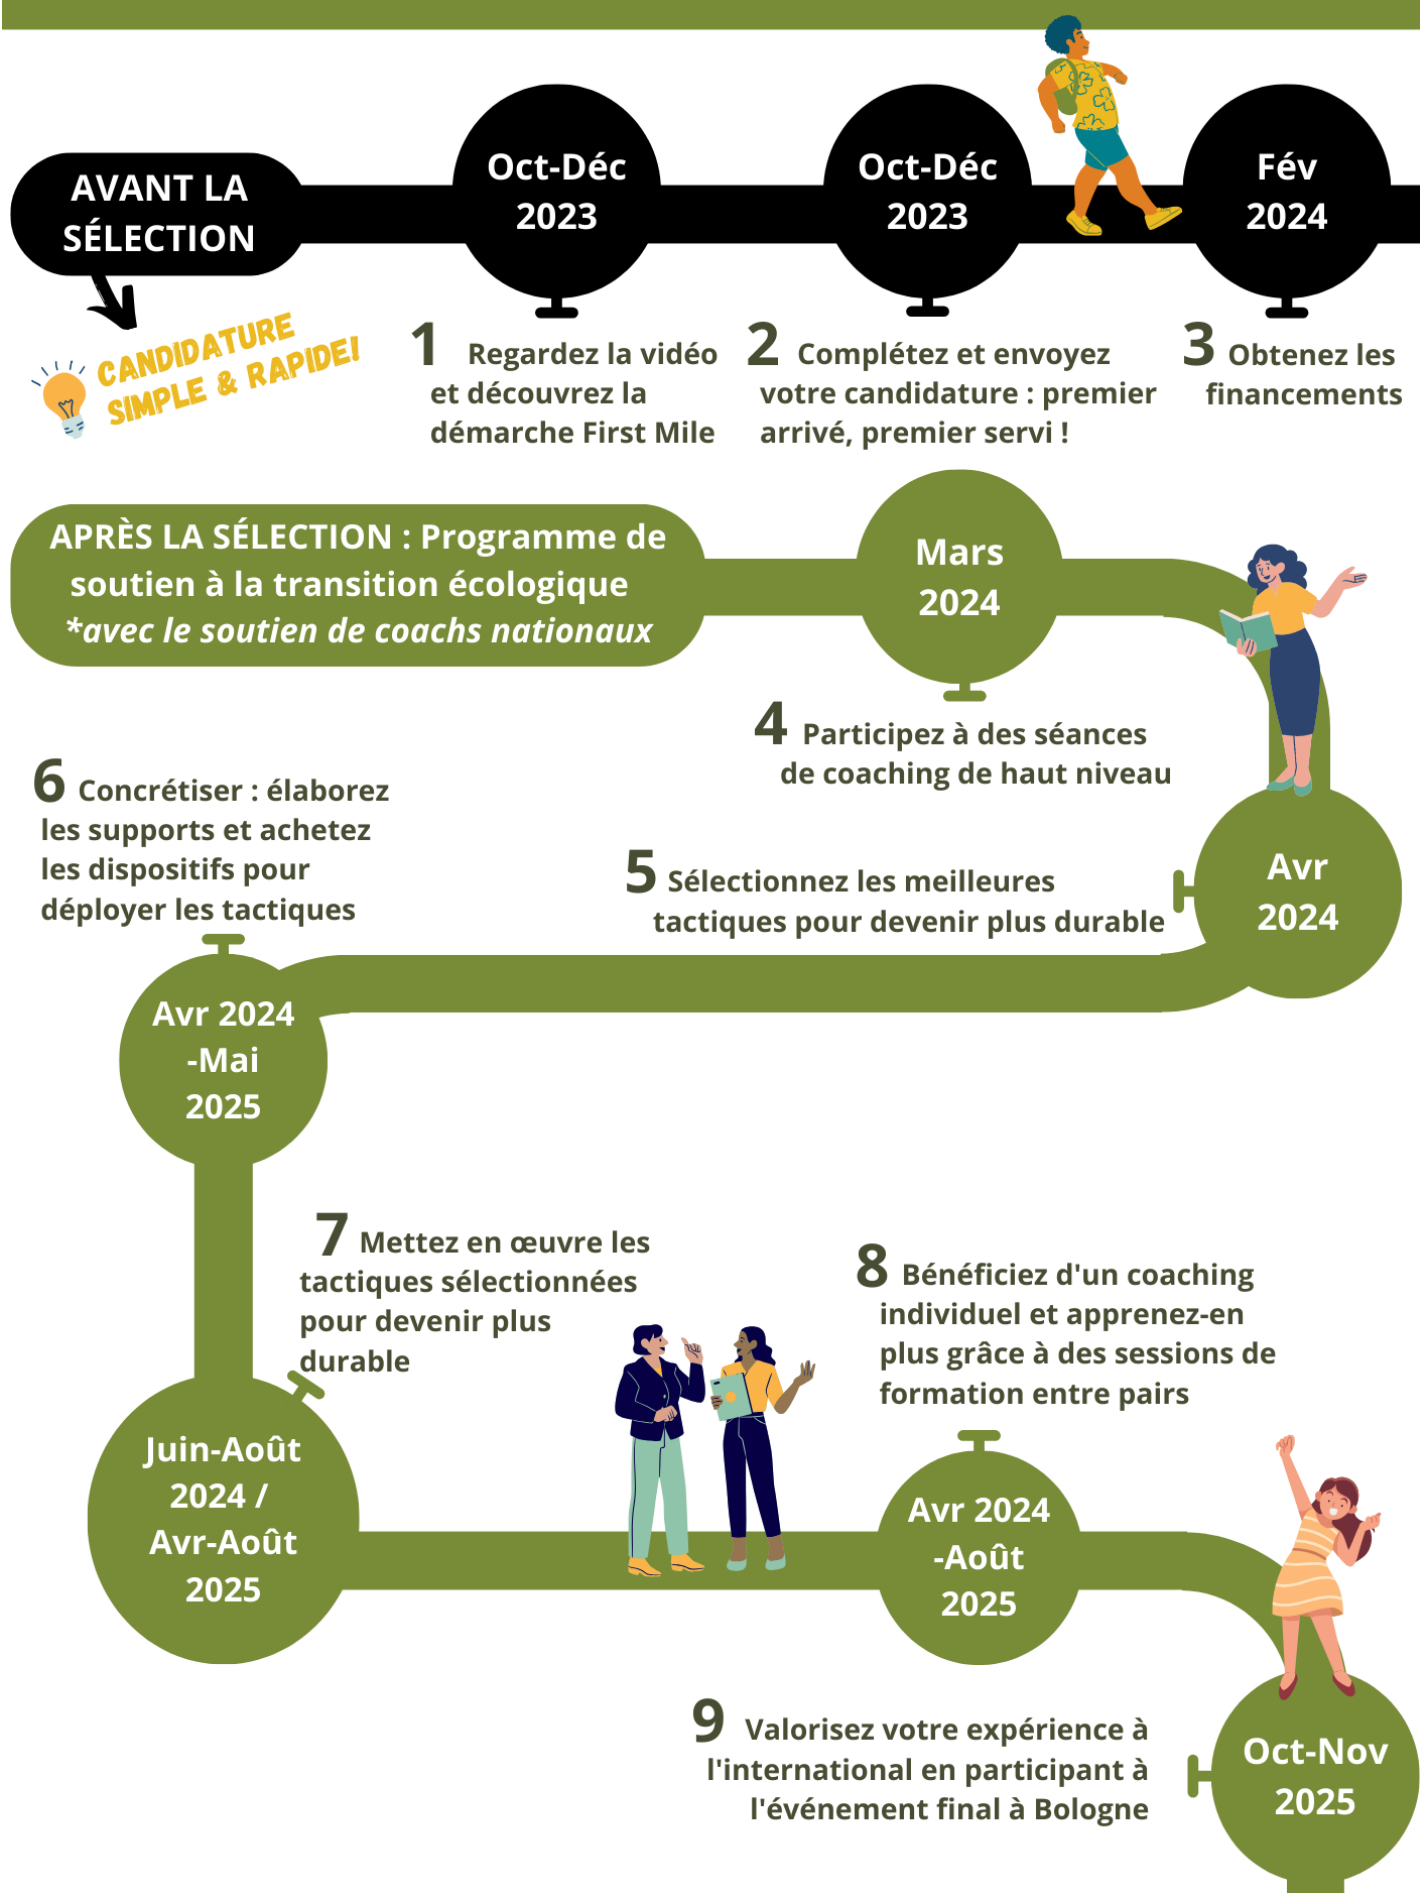 AVANT LA
SÉLECTION
Oct-Déc
2023
Oct-Déc
2023
Fév
2024
CANDIDATURE
SIMPLE & RAPIDE!
1 Regardez la vidéo
et découvrez la
démarche First Mile
2 Complétez et envoyez
votre candidature : premier
arrivé, premier servi !
3 Obtenez les
financements
APRÈS LA SÉLECTION : Programme de
soutien à la transition écologique
*avec le soutien de coachs nationaux
Mars
2024
4 Participez à des séances
de coaching de haut niveau
5 Sélectionnez les meilleures
tactiques pour devenir plus durable
Avr
2024
6 Concrétiser : élaborez
les supports et achetez
les dispositifs pour
déployer les tactiques
Avr 2024
-Mai
2025
7 Mettez en œuvre les
tactiques sélectionnées
pour devenir plus
durable
Juin-Août
2024 /
Avr-Août
2025
8 Bénéficiez d'un coaching
individuel et apprenez-en
plus grâce à des sessions de
formation entre pairs
Avr 2024
-Août
2025
9 Valorisez votre expérience à
l'international en participant à
l'événement final à Bologne
Oct-Nov
2025